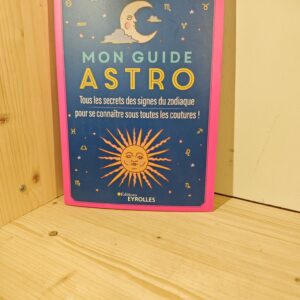 MON GUIDE
ASTRO
Tous les secrets des signes du zodiaque
pour se connaître sous toutes les coutures !
Éditions
EYROLLES